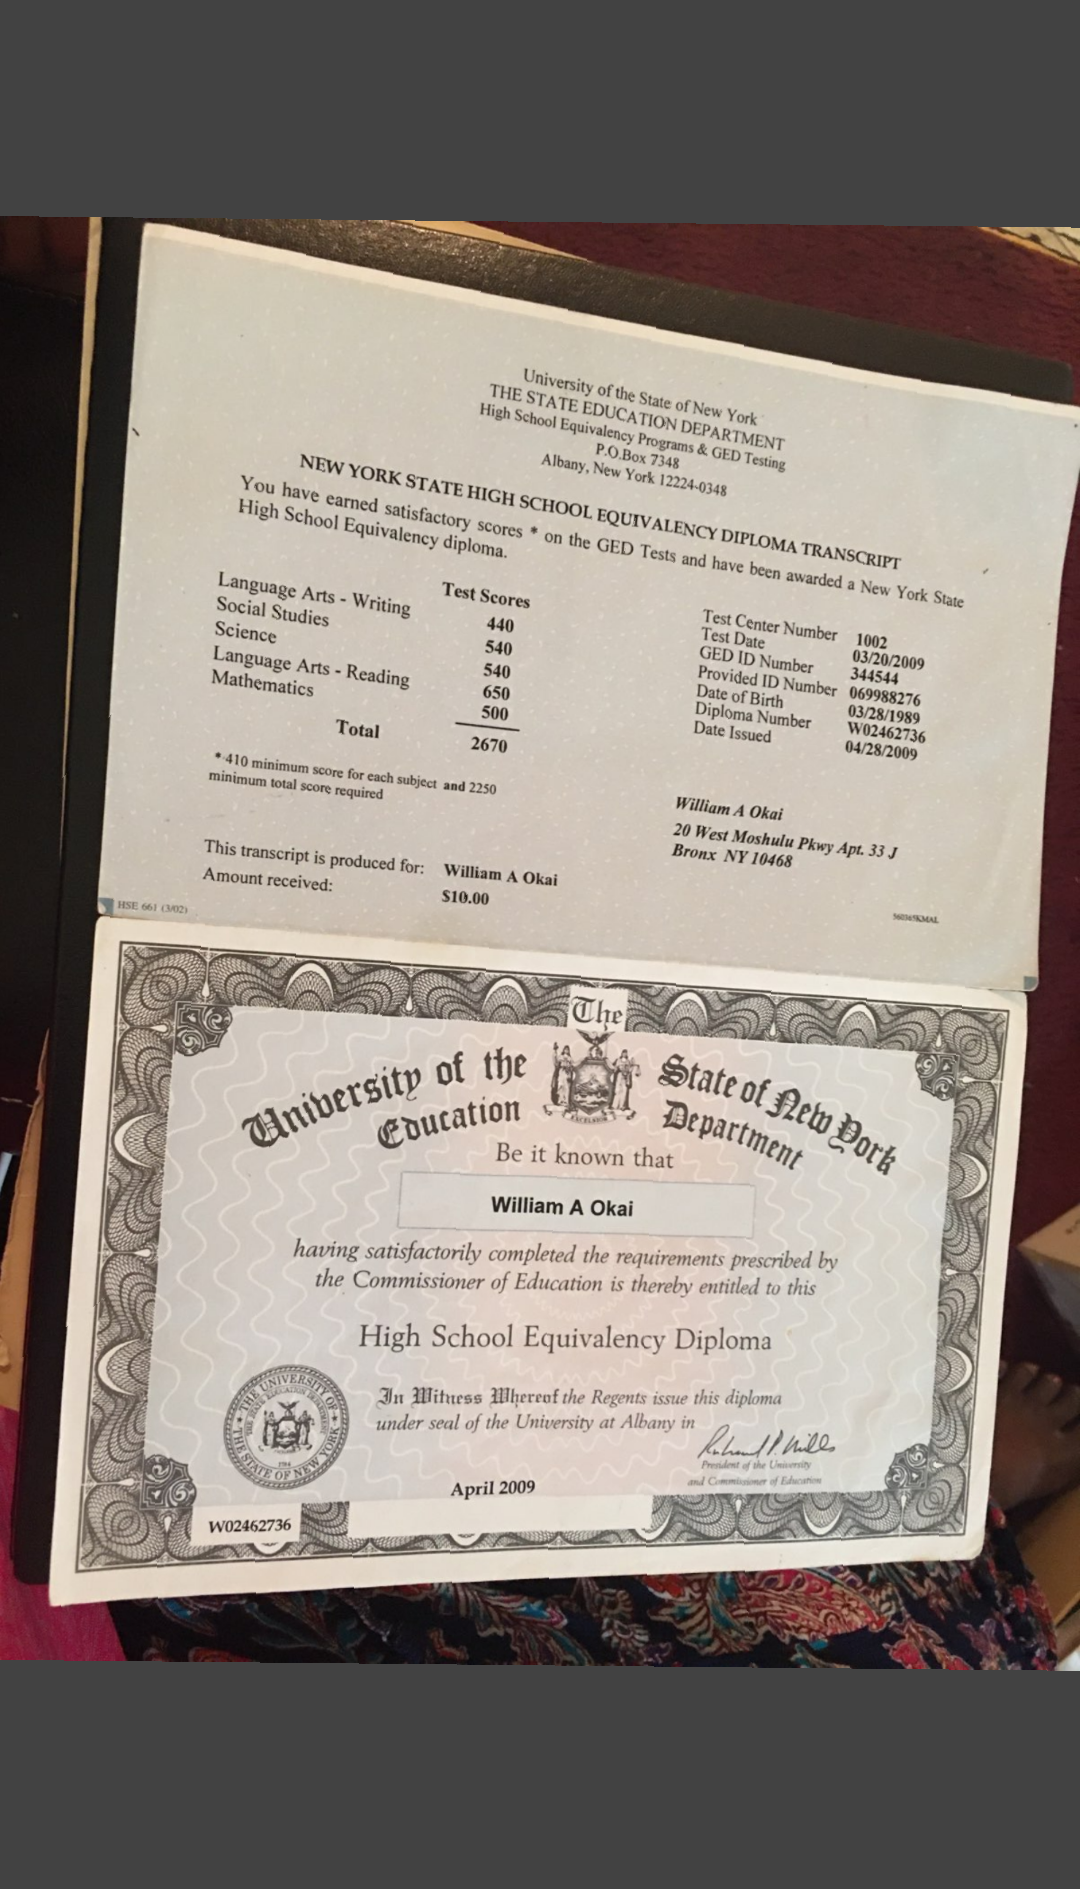 University of the State of New York
THE STATE EDUCATION DEPARTMENT
High School Equivalency Programs & GED Testing
P.O.Box 7348
Albany, New York 12224-0348
NEW YORK STATE HIGH SCHOOL EQUIVALENCY DIPLOMA TRANSCRIPT
You have earned satisfactory scores * on the GED Tests and have been awarded a New York State
High School Equivalency diploma.
Test Scores
Language Arts - Writing 440
Social Studies 540
Science 540
Language Arts - Reading 650
Mathematics 500
Total 2670
* 410 minimum score for each subject and 2250
minimum total score required
Test Center Number 1002
Test Date 03/20/2009
GED ID Number 344544
Provided ID Number 069988276
Date of Birth 03/28/1989
Diploma Number W02462736
Date Issued 04/28/2009
William A Okai
20 West Moshulu Pkwy Apt. 33 J
Bronx NY 10468
This transcript is produced for: William A Okai
Amount received: $10.00
HSE 661 (3/02)
The
University of the State of New York
Education Department
EXCELSIOR
Be it known that
William A Okai
having satisfactorily completed the requirements prescribed by
the Commissioner of Education is thereby entitled to this
High School Equivalency Diploma
In Witness Whereof the Regents issue this diploma
under seal of the University at Albany in
THE UNIVERSITY OF THE STATE OF NEW YORK
Richard P. Mills
President of the University
and Commissioner of Education
April 2009
W02462736